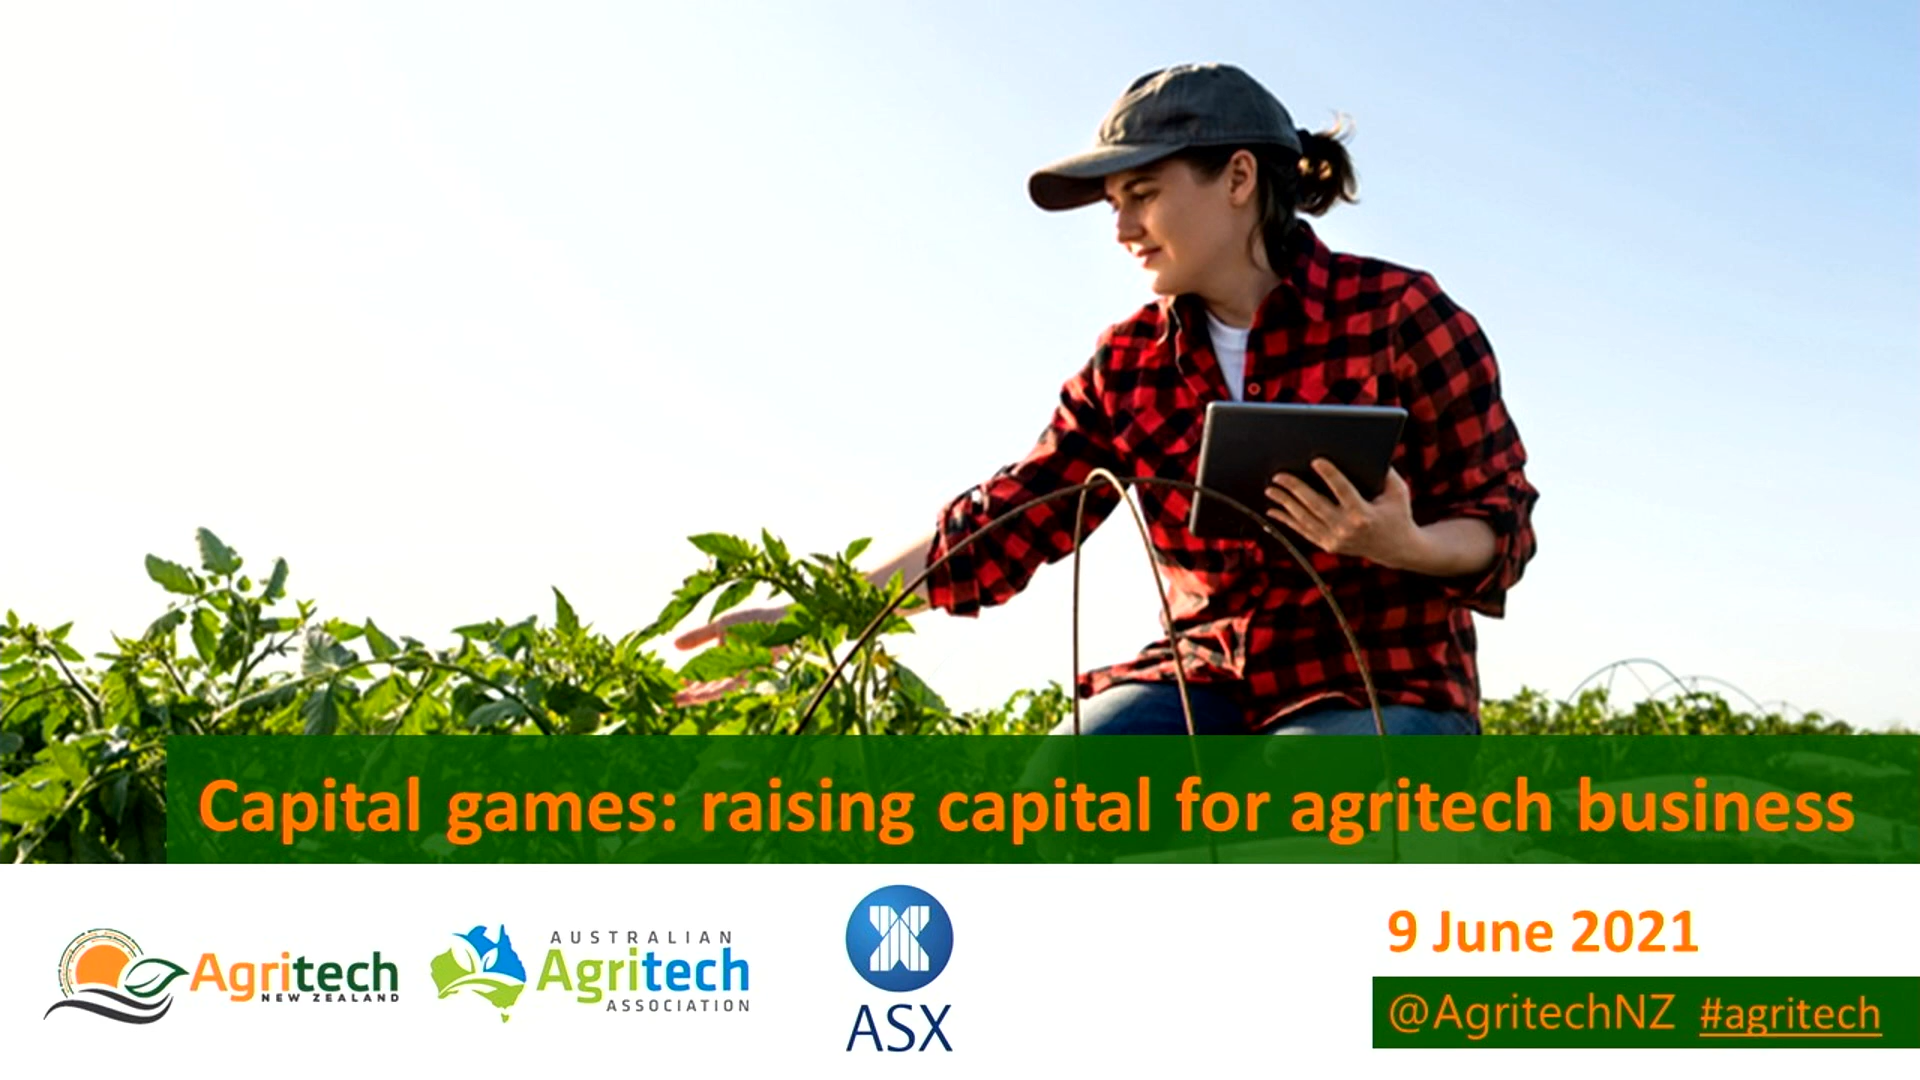 Capital games: raising capital for agritech business
Agritech
NEW ZEALAND
AUSTRALIAN
Agritech
ASSOCIATION
ASX
9 June 2021
@AgritechNZ #agritech